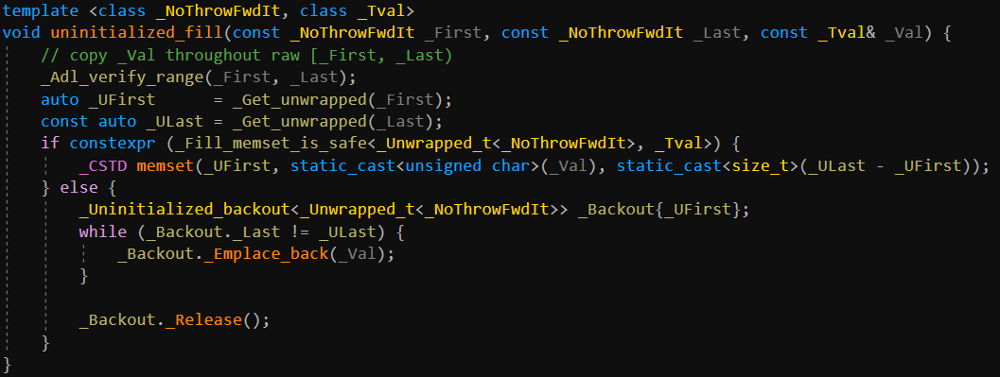 template <class _NoThrowFwdIt, class _Tval>
void uninitialized_fill(const _NoThrowFwdIt _First, const _NoThrowFwdIt _Last, const _Tval& _Val) {
    // copy _Val throughout raw [_First, _Last)
    _Adl_verify_range(_First, _Last);
    auto _UFirst      = _Get_unwrapped(_First);
    const auto _ULast = _Get_unwrapped(_Last);
    if constexpr (_Fill_memset_is_safe<_Unwrapped_t<_NoThrowFwdIt>, _Tval>) {
        _CSTD memset(_UFirst, static_cast<unsigned char>(_Val), static_cast<size_t>(_ULast - _UFirst));
    } else {
        _Uninitialized_backout<_Unwrapped_t<_NoThrowFwdIt>> _Backout{_UFirst};
        while (_Backout._Last != _ULast) {
            _Backout._Emplace_back(_Val);
        }

        _Backout._Release();
    }
}